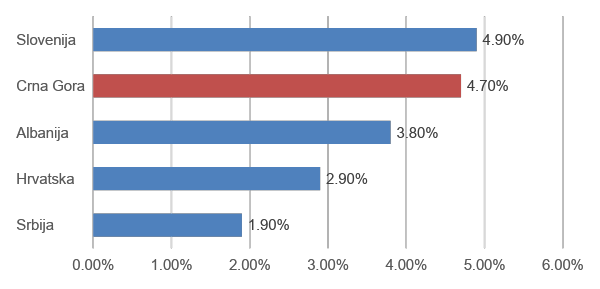 Slovenija 4.90%
Crna Gora 4.70%
Albanija 3.80%
Hrvatska 2.90%
Srbija 1.90%
0.00% 1.00% 2.00% 3.00% 4.00% 5.00% 6.00%